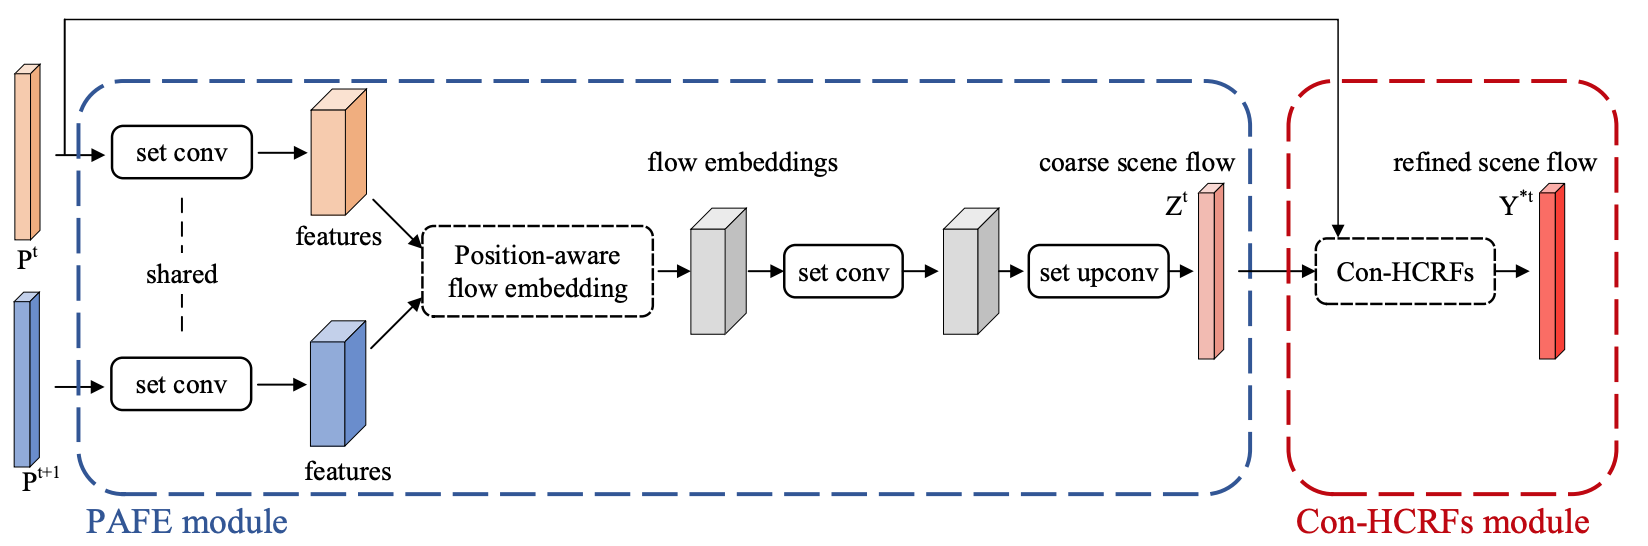 set conv
features
P^t
shared
set conv
features
P^t+1
Position-aware
flow embedding
flow embeddings
set conv
set upconv
coarse scene flow
Z^t
PAFE module
refined scene flow
Y^*t
Con-HCRFs
Con-HCRFs module